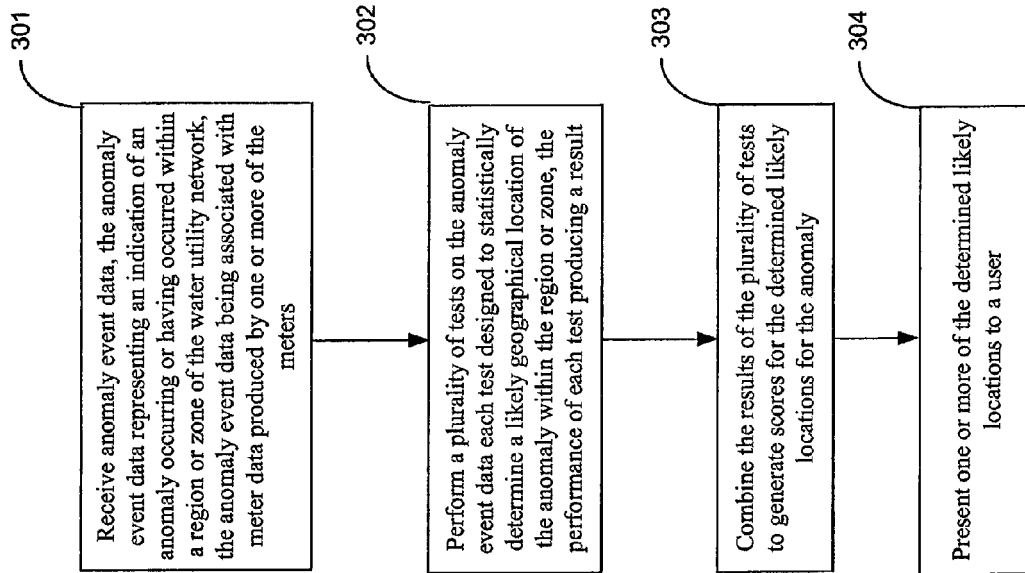 301
Receive anomaly event data, the anomaly
event data representing an indication of an
anomaly occurring or having occurred within
a region or zone of the water utility network,
the anomaly event data being associated with
meter data produced by one or more of the
meters
302
Perform a plurality of tests on the anomaly
event data each test designed to statistically
determine a likely geographical location of
the anomaly within the region or zone, the
performance of each test producing a result
303
Combine the results of the plurality of tests
to generate scores for the determined likely
locations for the anomaly
304
Present one or more of the determined likely
locations to a user